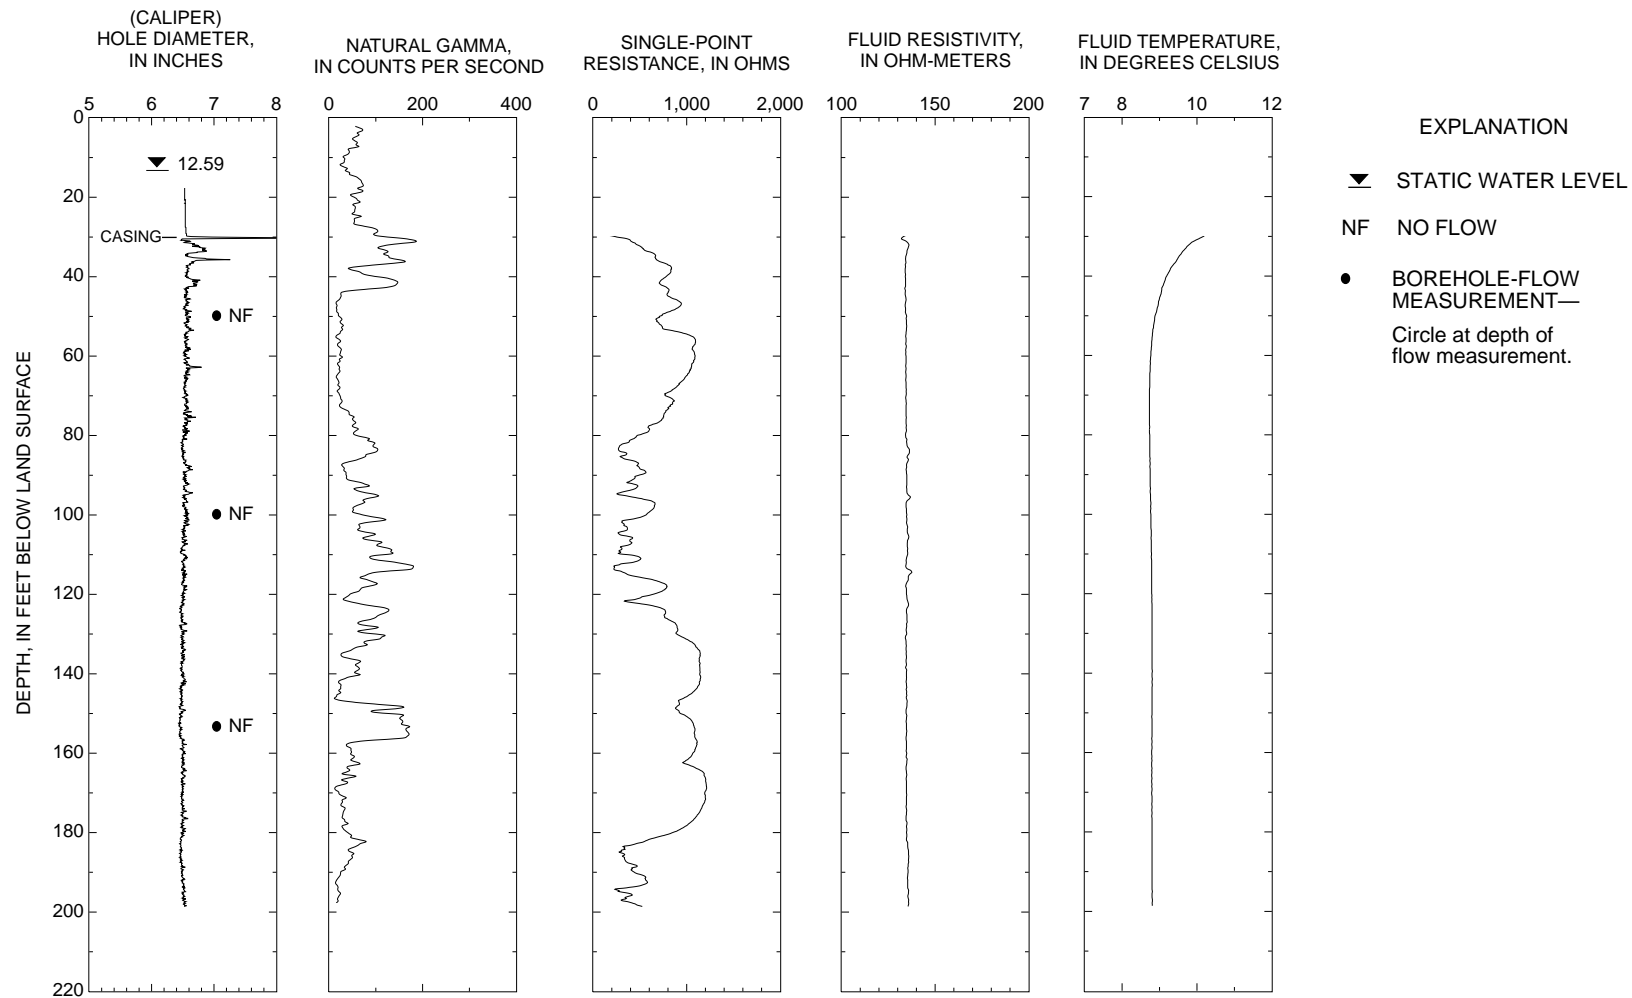 (CALIPER)
HOLE DIAMETER,
IN INCHES
NATURAL GAMMA,
IN COUNTS PER SECOND
SINGLE-POINT
RESISTANCE, IN OHMS
FLUID RESISTIVITY,
IN OHM-METERS
FLUID TEMPERATURE,
IN DEGREES CELSIUS
5 6 7 8
0 200 400
0 1,000 2,000
100 150 200
7 8 10 12
DEPTH, IN FEET BELOW LAND SURFACE
0
20
40
60
80
100
120
140
160
180
200
220
12.59
CASING
NF
NF
NF
EXPLANATION
STATIC WATER LEVEL
NF NO FLOW
BOREHOLE-FLOW
MEASUREMENT—
Circle at depth of
flow measurement.